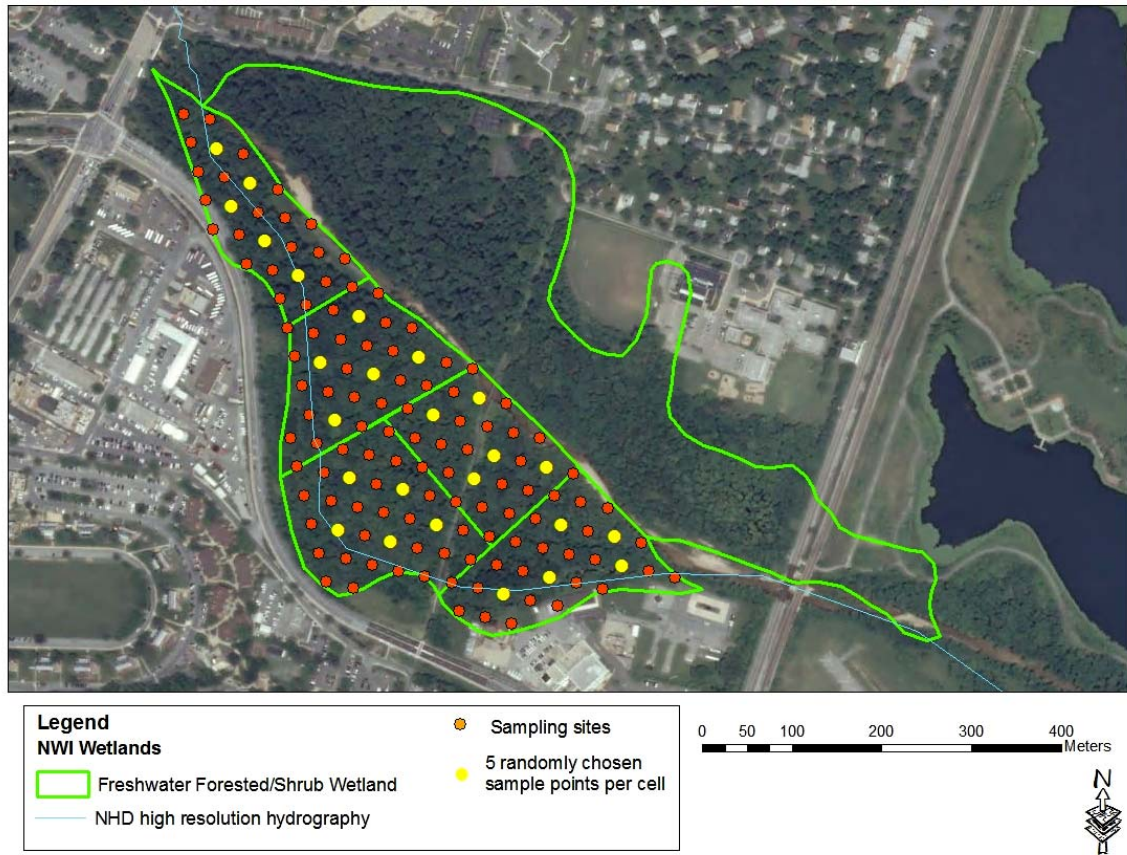 Legend
NWI Wetlands
Freshwater Forested/Shrub Wetland
NHD high resolution hydrography
Sampling sites
5 randomly chosen
sample points per cell
0 50 100 200 300 400
Meters
N